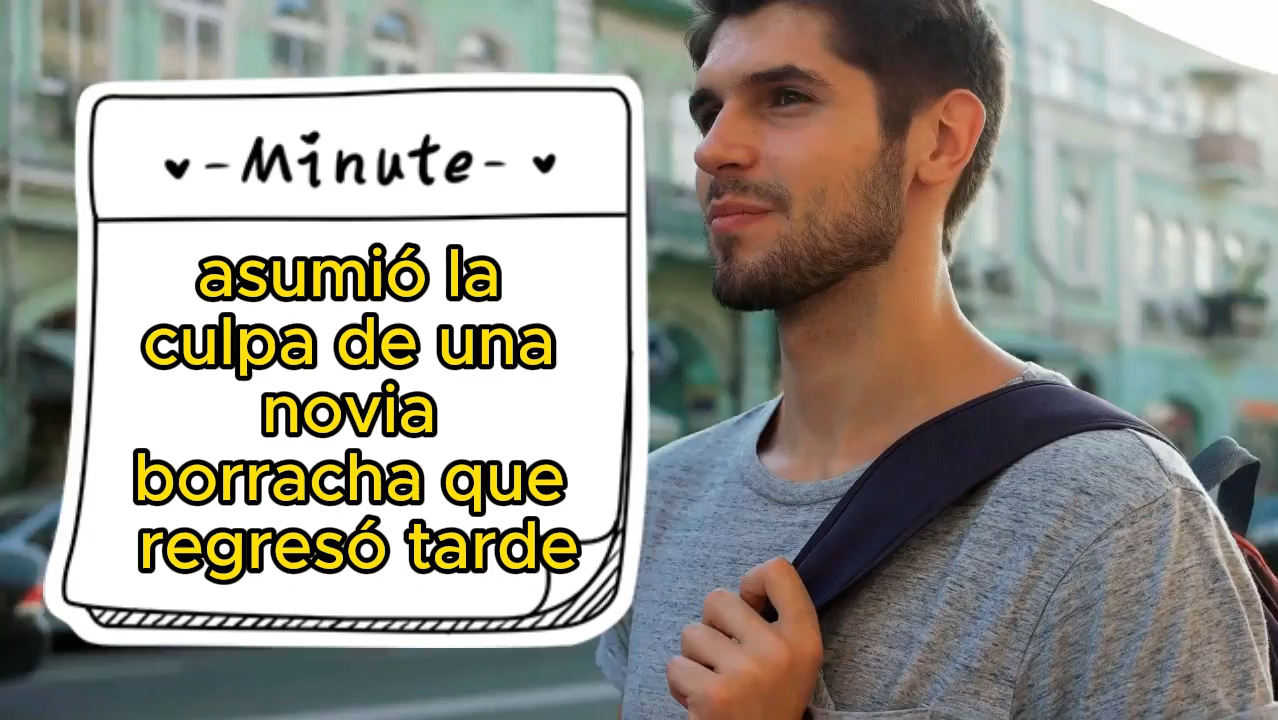 -Minute-
asumió la
culpa de una
novia
borracha que
regresó tarde